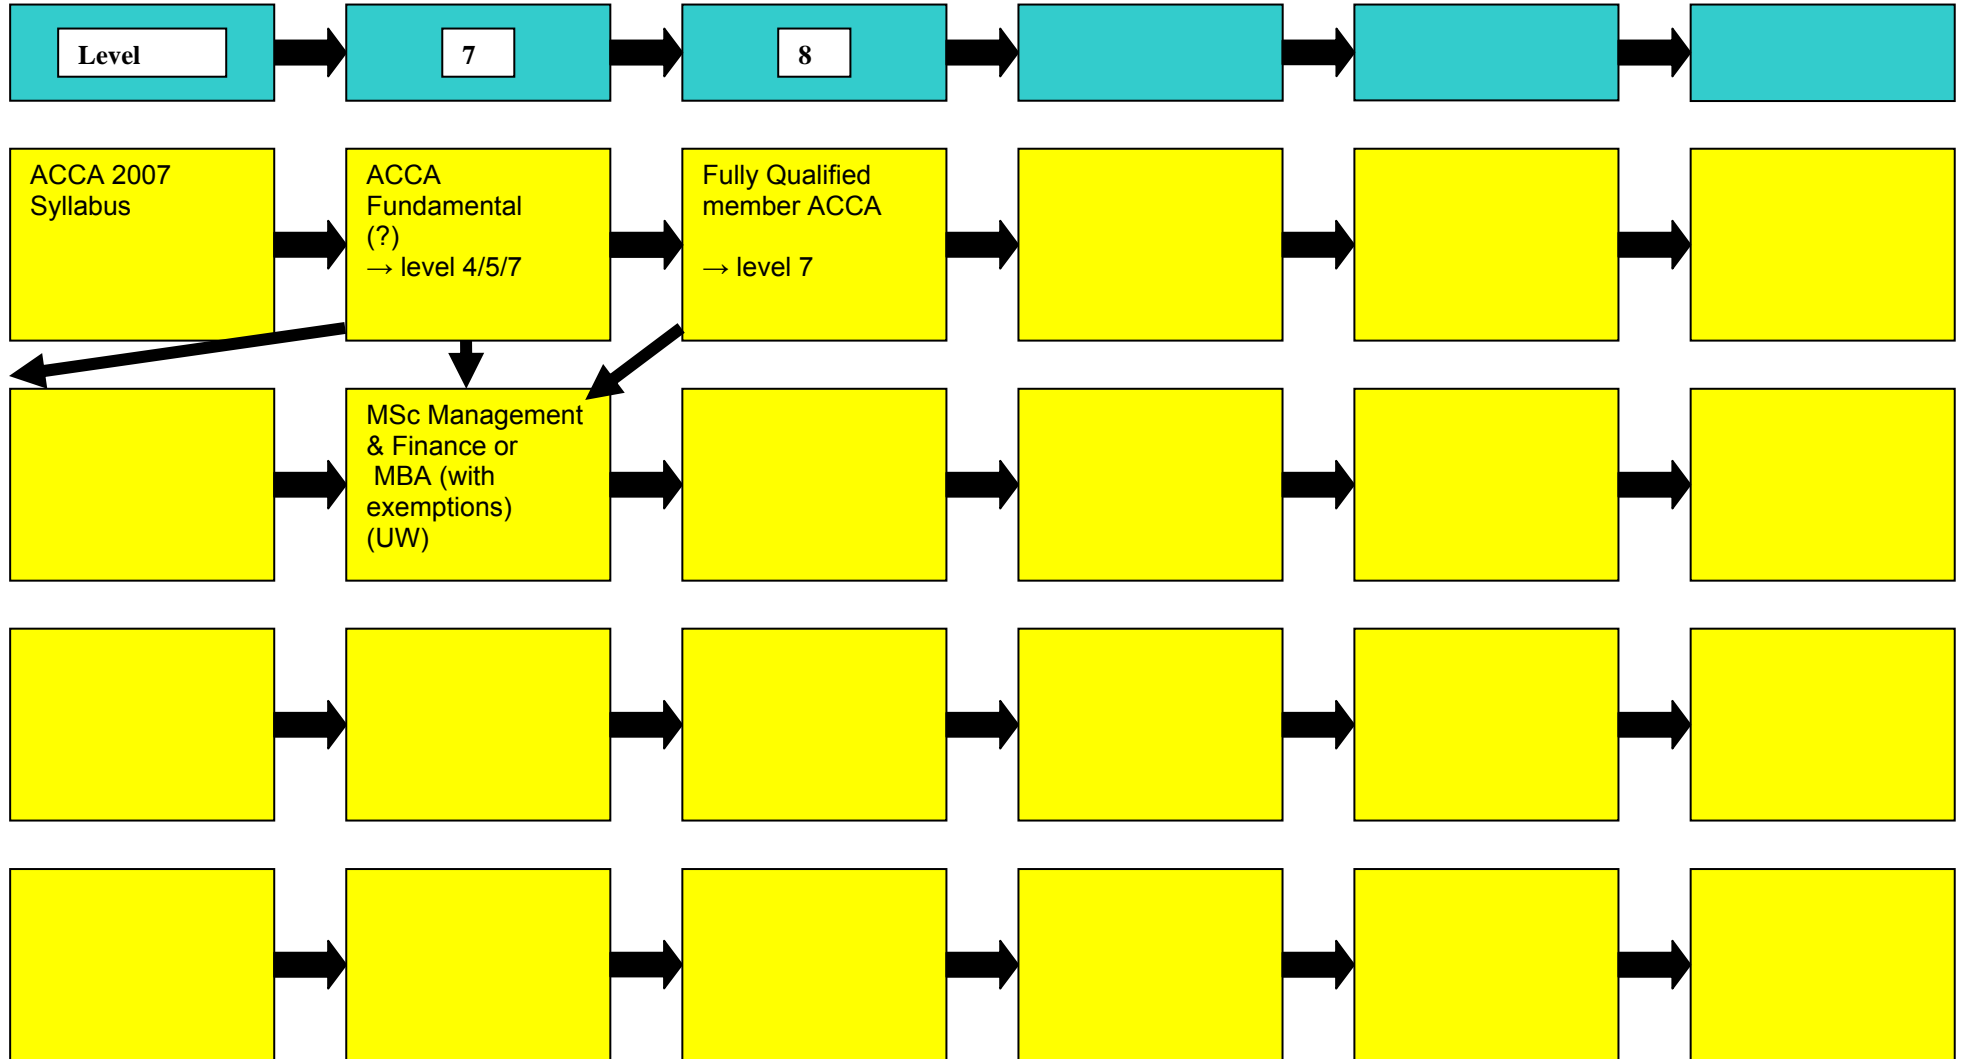 Level
7
8
ACCA 2007
Syllabus
ACCA
Fundamental
(?)
→ level 4/5/7
Fully Qualified
member ACCA
→ level 7
MSc Management
& Finance or
MBA (with
exemptions)
(UW)